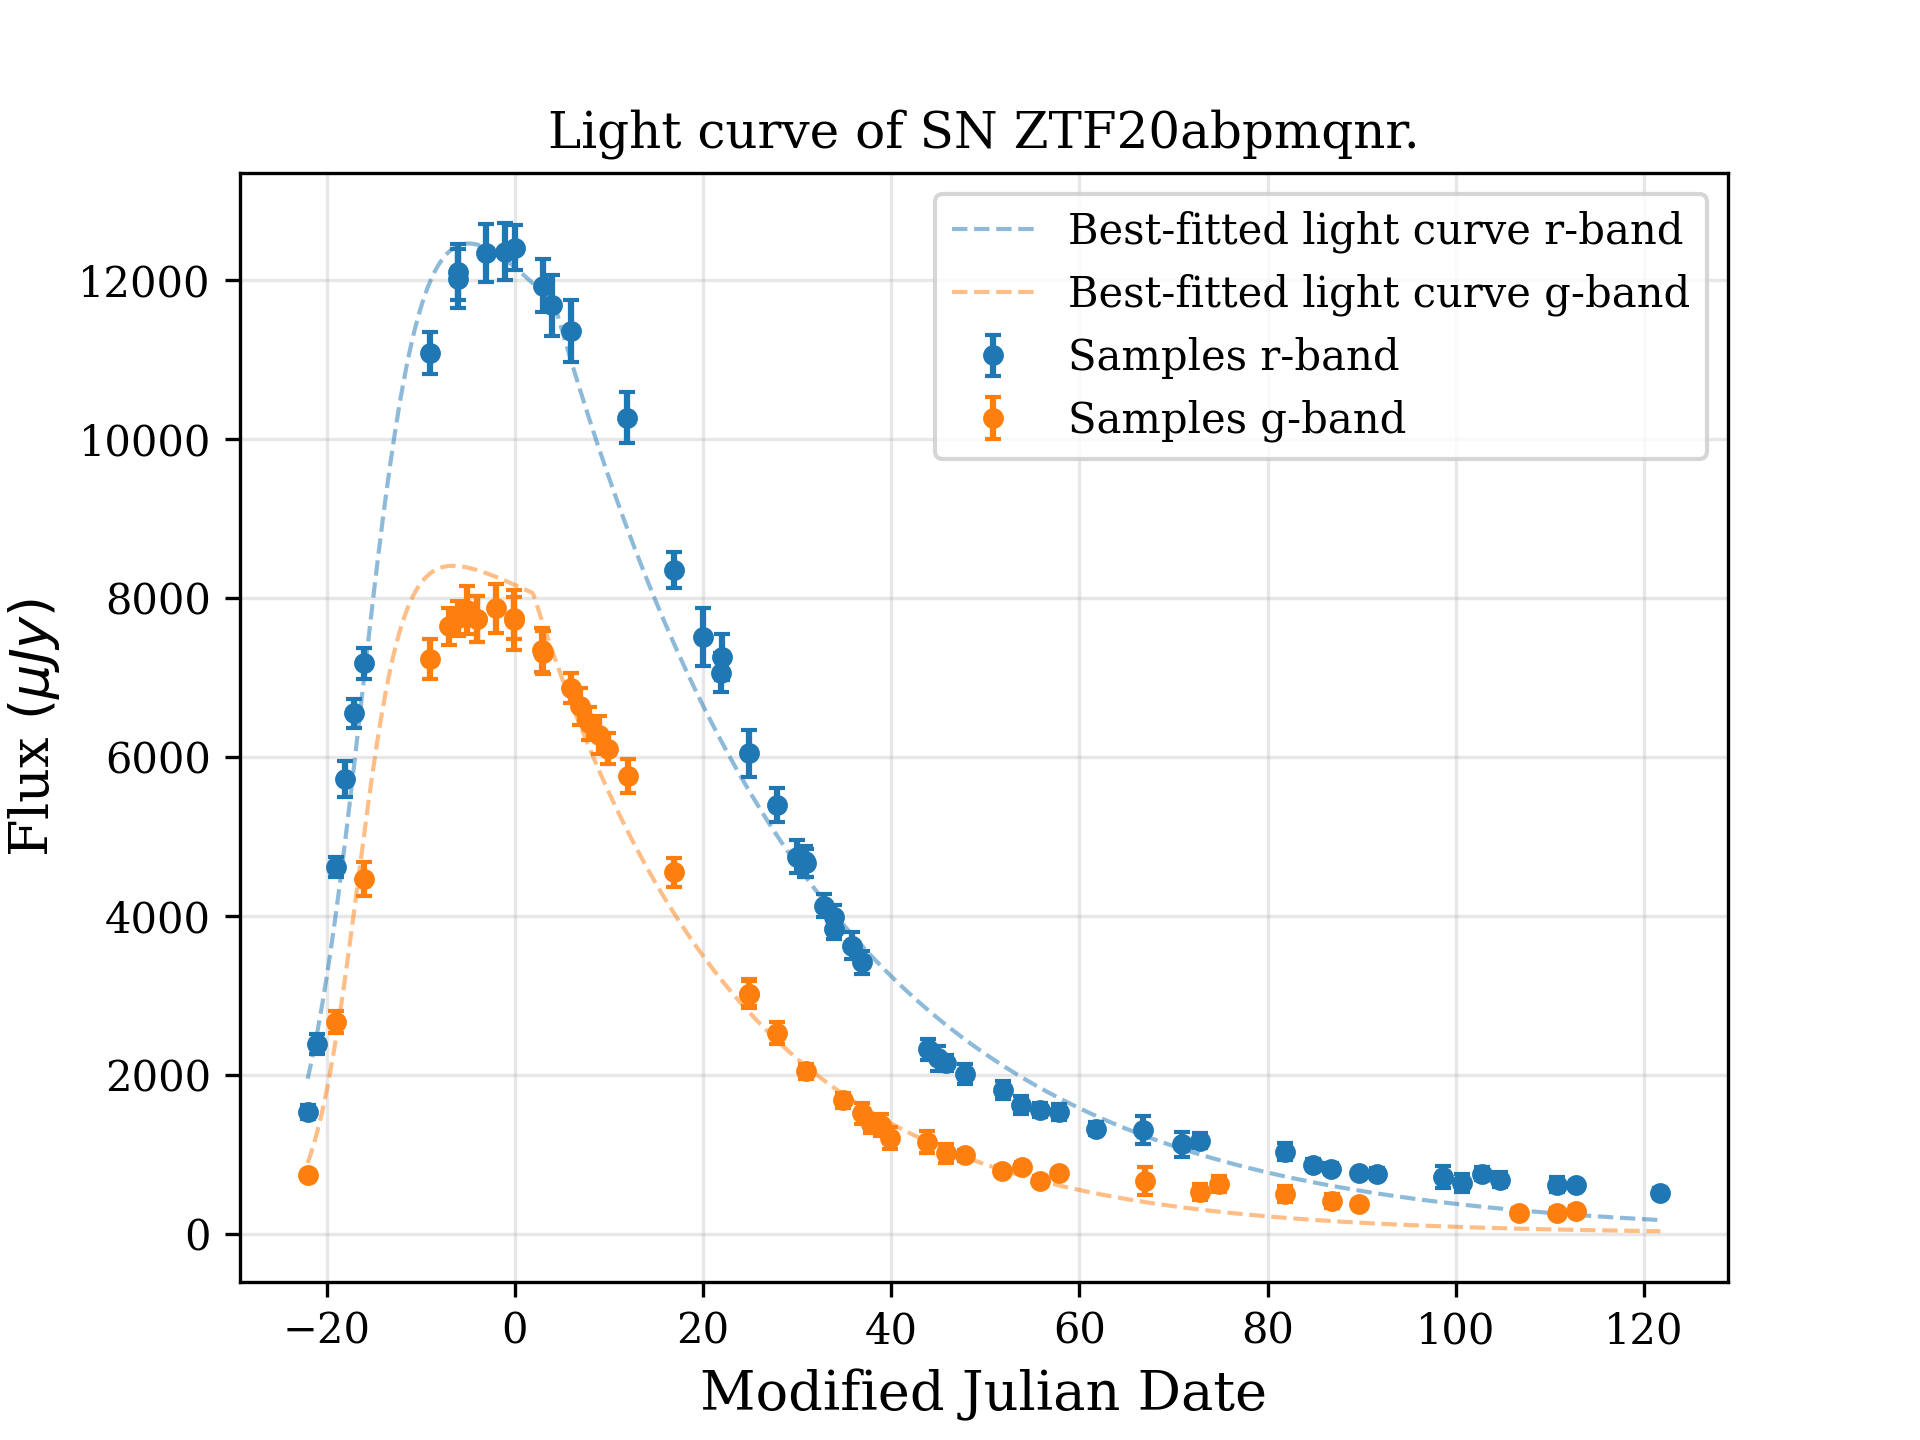 Light curve of SN ZTF20abpmqnr.
Best-fitted light curve r-band
Best-fitted light curve g-band
Samples r-band
Samples g-band
12000
10000
8000
6000
4000
2000
0
Flux (μJy)
−20 0 20 40 60 80 100 120
Modified Julian Date